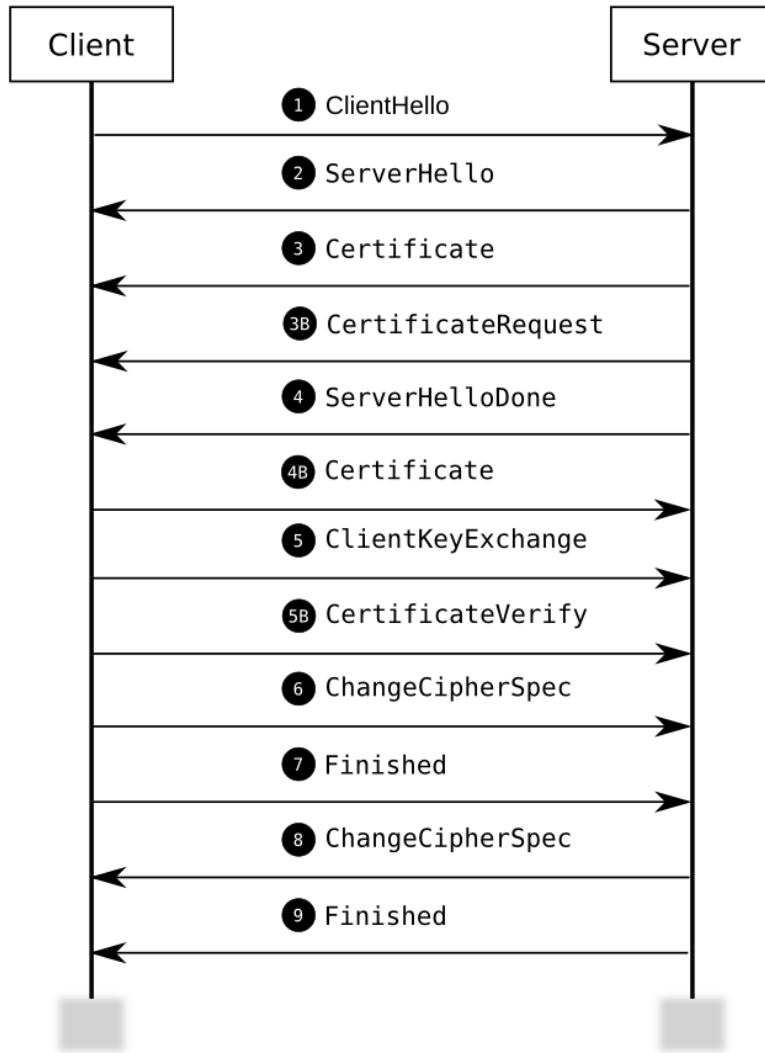 Client Server
1 ClientHello
2 ServerHello
3 Certificate
3B CertificateRequest
4 ServerHelloDone
4B Certificate
5 ClientKeyExchange
5B CertificateVerify
6 ChangeCipherSpec
7 Finished
8 ChangeCipherSpec
9 Finished